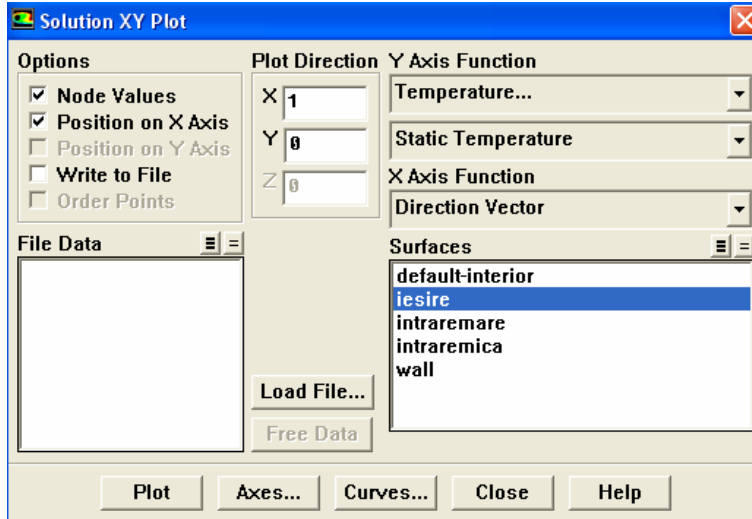 Solution XY Plot
Options
Node Values
Position on X Axis
Position on Y Axis
Write to File
Order Points
Plot Direction
X 1
Y 0
Z 0
Y Axis Function
Temperature...
Static Temperature
X Axis Function
Direction Vector
File Data
Surfaces
default-interior
iesire
intraremare
intraremica
wall
Load File...
Free Data
Plot Axes... Curves... Close Help